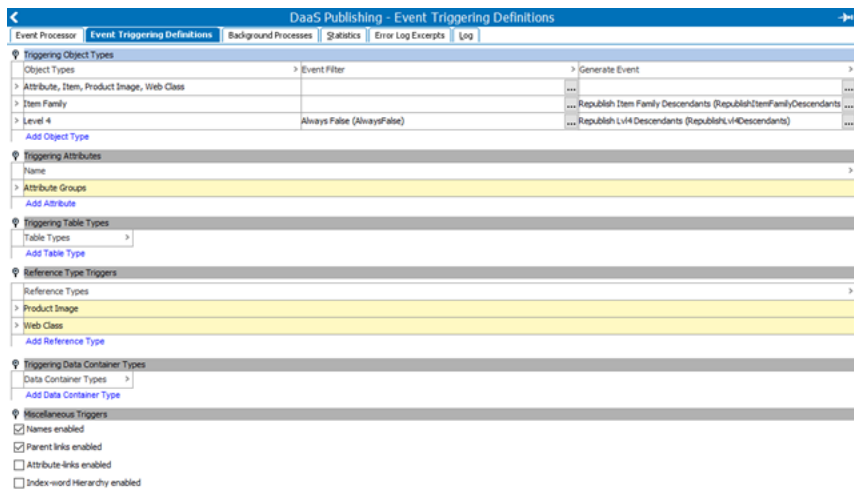 DaaS Publishing - Event Triggering Definitions
Event Processor Event Triggering Definitions Background Processes Statistics Error Log Excerpts Log
Triggering Object Types
Object Types > Event Filter > Generate Event >
> Attribute, Item, Product Image, Web Class ... ...
> Item Family ... Republish Item Family Descendants (RepublishItemFamilyDescendants ...
> Level 4 Always False (AlwaysFalse) ... Republish Lvl4 Descendants (RepublishLvl4Descendants) ...
Add Object Type
Triggering Attributes
Name >
> Attribute Groups
Add Attribute
Triggering Table Types
Table Types >
Add Table Type
Reference Type Triggers
Reference Types >
> Product Image
> Web Class
Add Reference Type
Triggering Data Container Types
Data Container Types >
Add Data Container Type
Miscellaneous Triggers
Names enabled
Parent links enabled
Attribute-links enabled
Index-word Hierarchy enabled